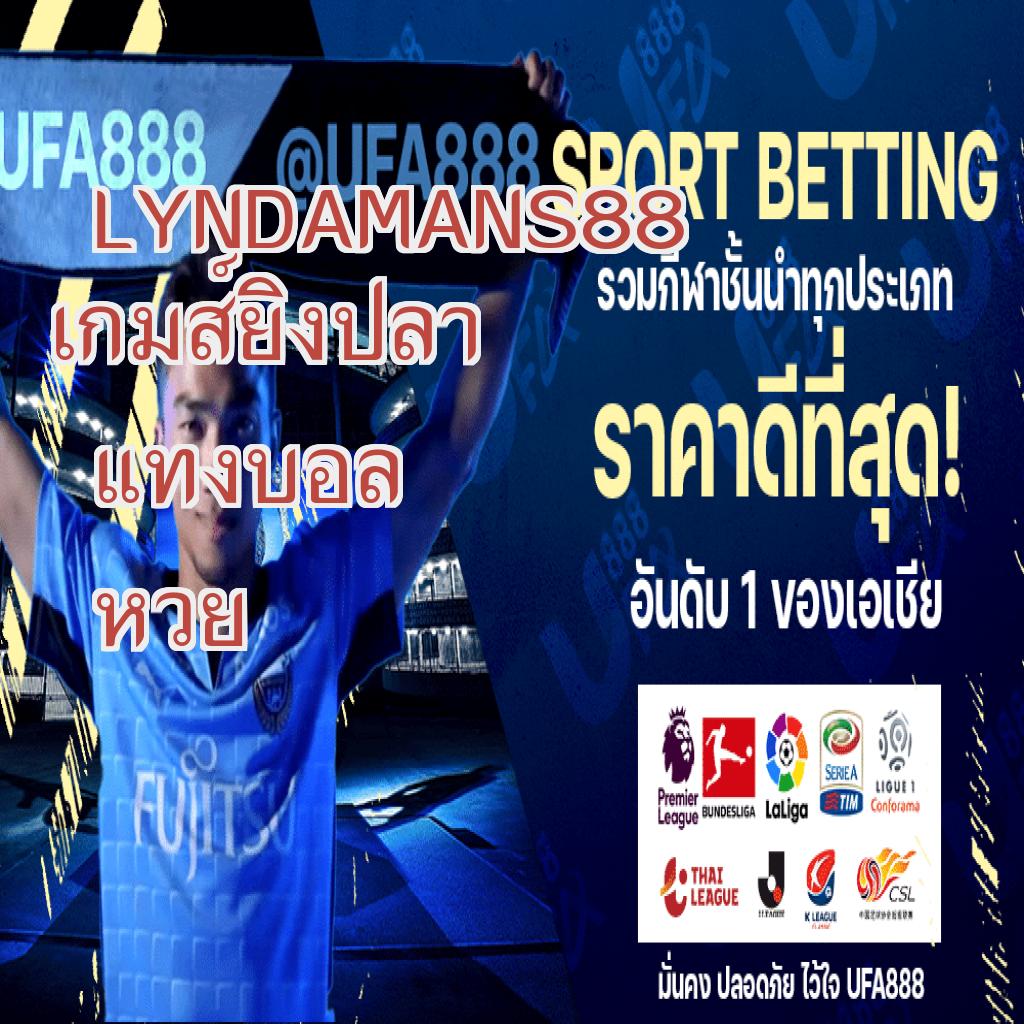 UFA888
@UFA888
SPORT BETTING
LYNDAMANS88
รวมกีฬาชั้นนำทุกประเภท
เกมส์ยิงปลา
ราคาดีที่สุด!
แทงบอล
อันดับ 1 ของเอเชีย
หวย
FUJITSU
Premier League
BUNDESLIGA
LaLiga
SERIE A
TIM
LIGUE 1
Conforama
THAI LEAGUE
J.LEAGUE
K LEAGUE
CSL
มั่นคง ปลอดภัย ไว้ใจ UFA888